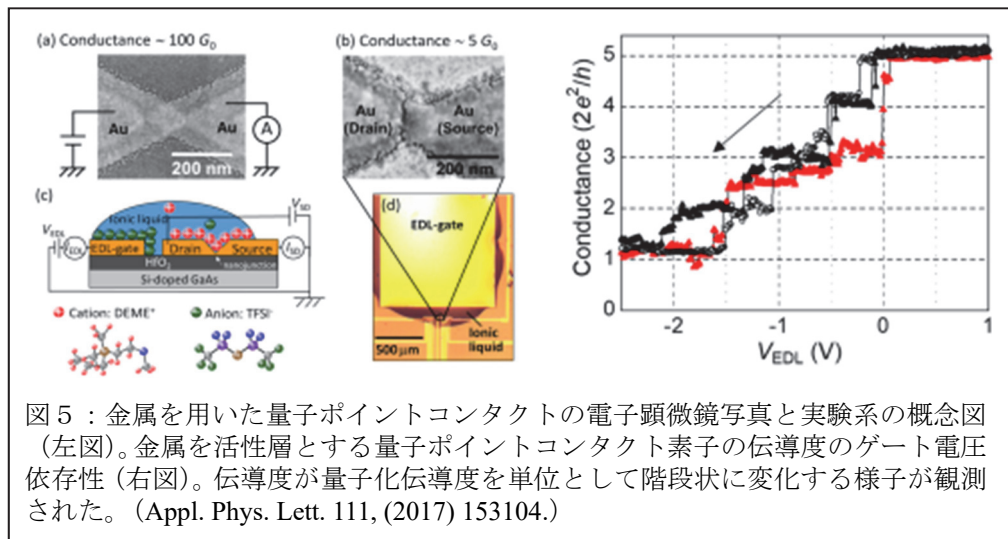 (a) Conductance ~ 100 G₀
Au
Au
A
200 nm
(b) Conductance ~ 5 G₀
Au
(Drain)
Au
(Source)
200 nm
(c)
Ionic liquid
V_SD
V_EDL
I_EDL
EDL-gate
Drain
Source
I_SD
HfO₂
nanojunction
Si-doped GaAs
Cation: DEME⁺
Anion: TFSI⁻
(d)
EDL-gate
Ionic
liquid
500 μm
Conductance (2e²/h)
5
4
3
2
1
0
-2
-1
0
1
V_EDL (V)
図5：金属を用いた量子ポイントコンタクトの電子顕微鏡写真と実験系の概念図
（左図）。金属を活性層とする量子ポイントコンタクト素子の伝導度のゲート電圧
依存性（右図）。伝導度が量子化伝導度を単位として階段状に変化する様子が観測
された。（Appl. Phys. Lett. 111, (2017) 153104.）